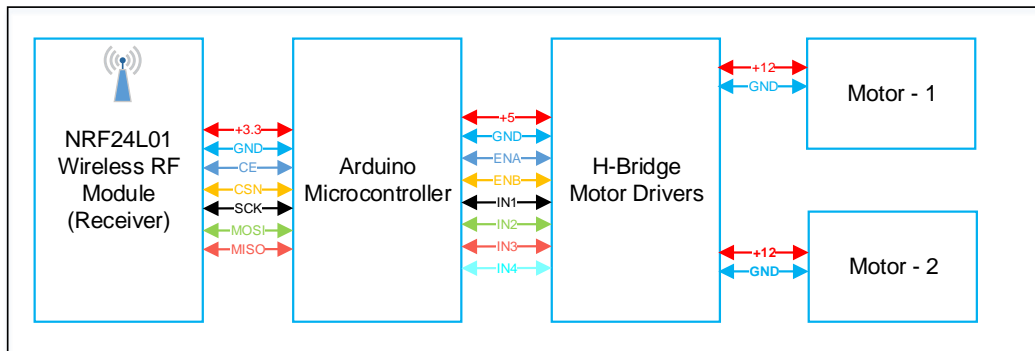 NRF24L01
Wireless RF
Module
(Receiver)
+3.3
GND
CE
CSN
SCK
MOSI
MISO
Arduino
Microcontroller
+5
GND
ENA
ENB
IN1
IN2
IN3
IN4
H-Bridge
Motor Drivers
+12
GND
Motor - 1
+12
GND
Motor - 2